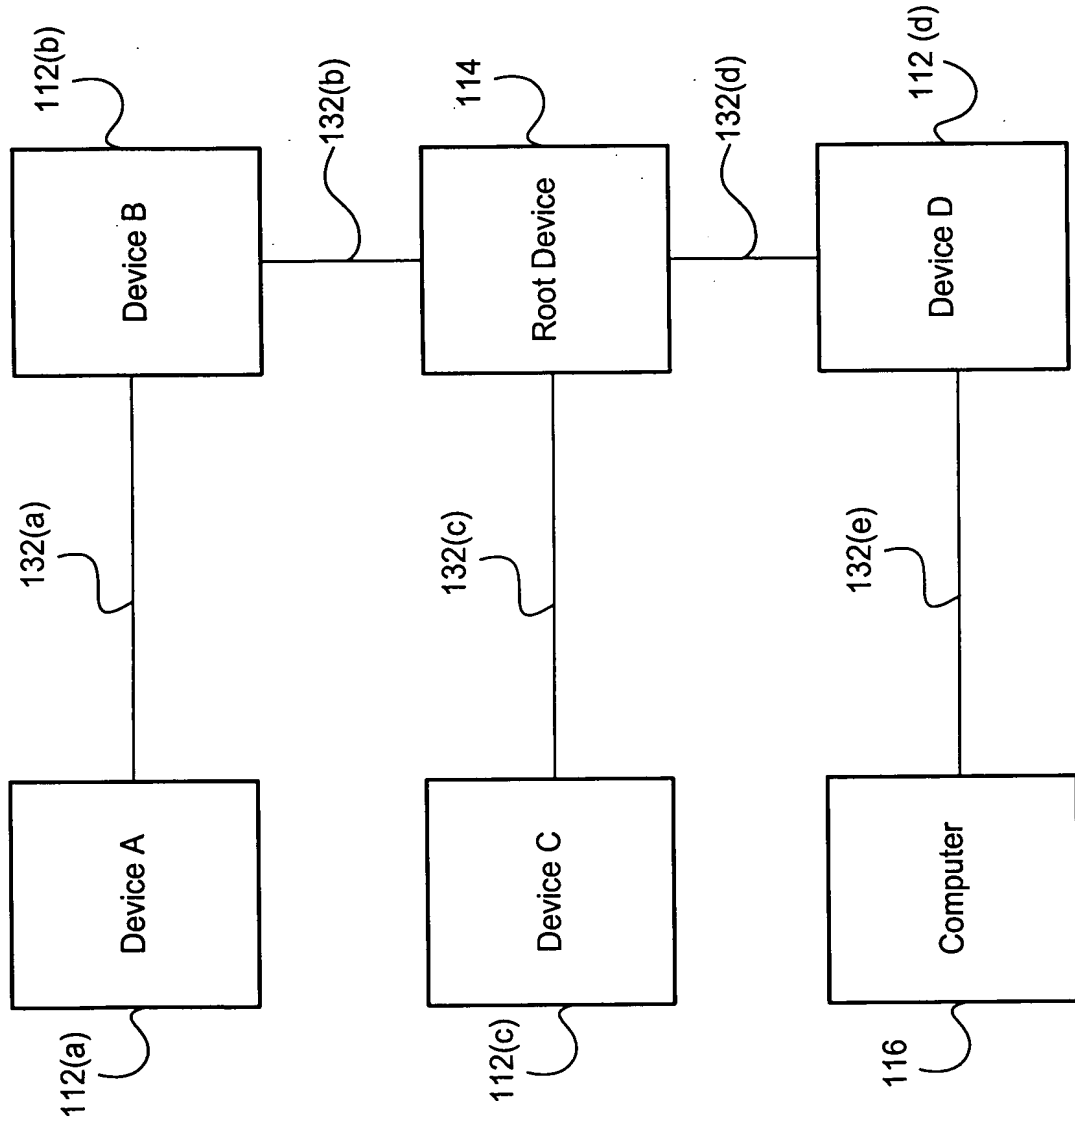 112(a)
Device A
132(a)
Device B
112(b)
132(b)
112(c)
Device C
132(c)
Root Device
114
132(d)
116
Computer
132(e)
Device D
112 (d)